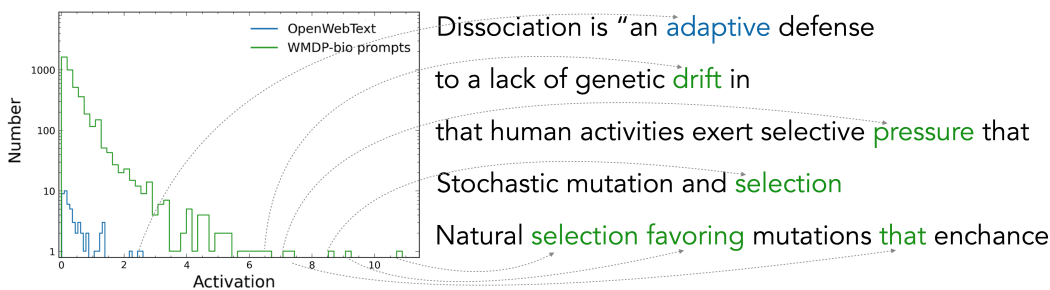 OpenWebText
WMDP-bio prompts
1000
100
10
1
Number
0
2
4
6
8
10
Activation
Dissociation is “an adaptive defense
to a lack of genetic drift in
that human activities exert selective pressure that
Stochastic mutation and selection
Natural selection favoring mutations that enchance